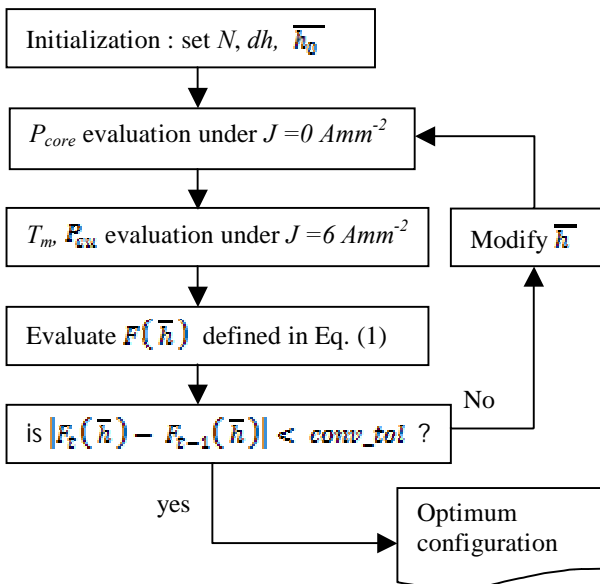 Initialization : set N, dh, h̅₀
P_core evaluation under J =0 Amm⁻²
T_m, P_cu evaluation under J =6 Amm⁻²
Modify h̅
Evaluate F(h̅) defined in Eq. (1)
No
is |F_t(h̅) − F_{t−1}(h̅)| < conv_tol ?
yes
Optimum
configuration